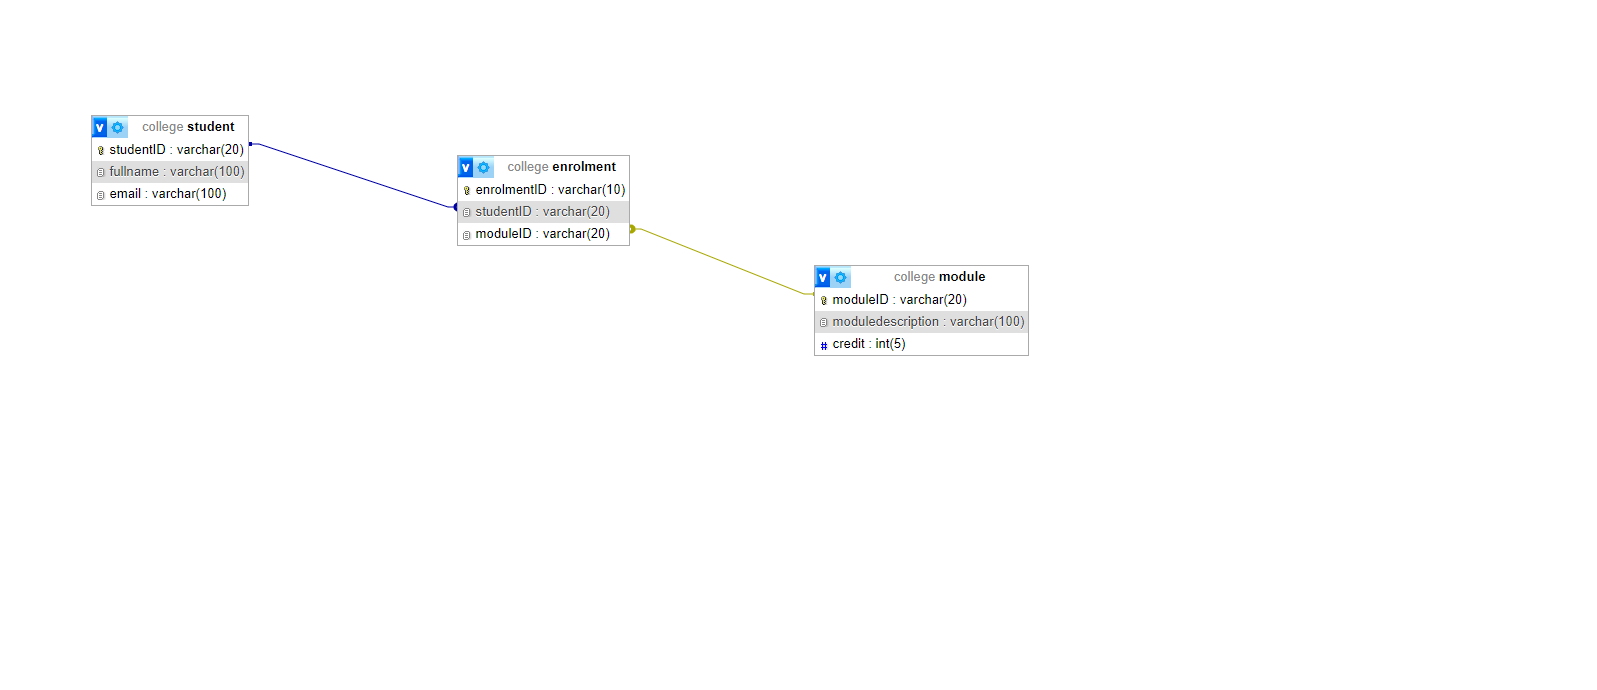 v college student
studentID : varchar(20)
fullname : varchar(100)
email : varchar(100)
v college enrolment
enrolmentID : varchar(10)
studentID : varchar(20)
moduleID : varchar(20)
v college module
moduleID : varchar(20)
moduledescription : varchar(100)
# credit : int(5)